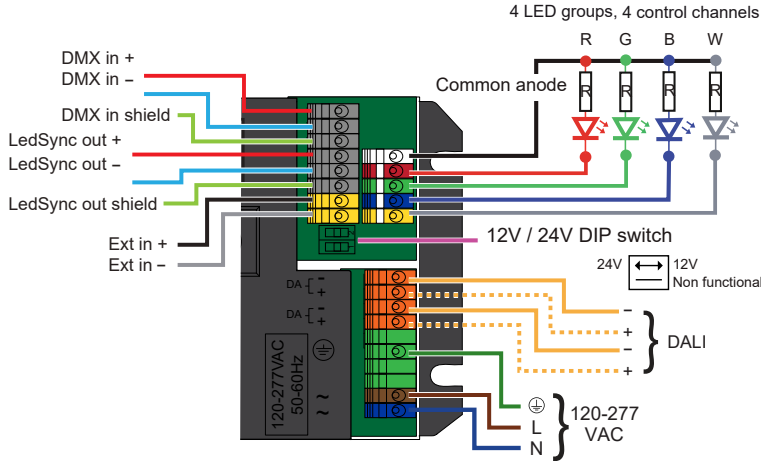 4 LED groups, 4 control channels
R G B W
R R R R
Common anode
DMX in +
DMX in –
DMX in shield
LedSync out +
LedSync out –
LedSync out shield
Ext in +
Ext in –
12V / 24V DIP switch
24V 12V
Non functional
DA - +
DA - +
120-277VAC
50-60Hz
~
~
–
+
–
+
DALI
L
N
120-277
VAC